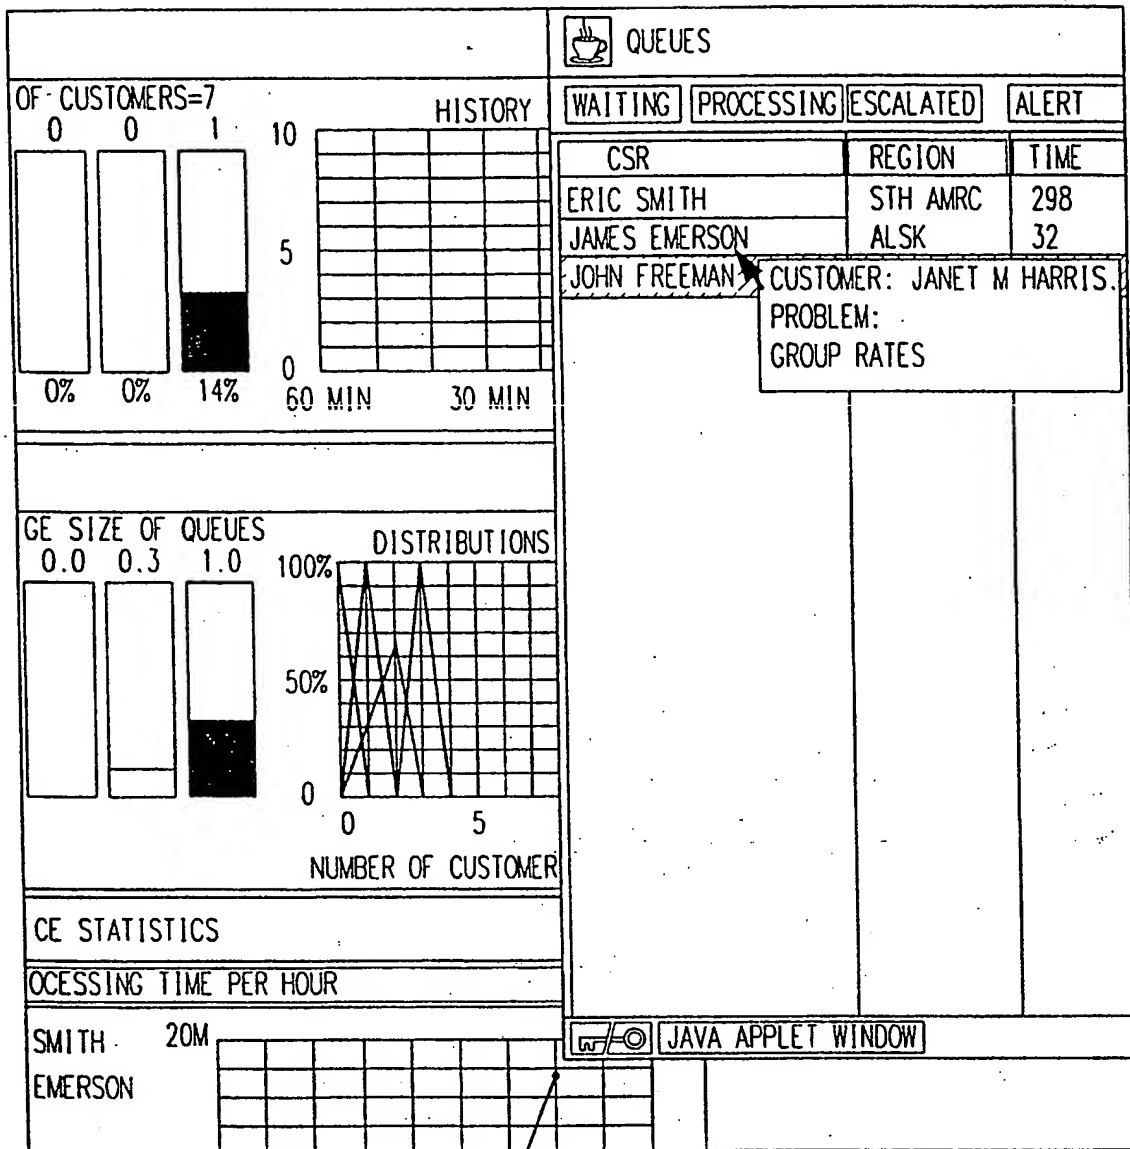 QUEUES
OF CUSTOMERS=7
0 0 1
HISTORY
10
5
0
0% 0% 14%
60 MIN 30 MIN
WAITING PROCESSING ESCALATED ALERT
CSR REGION TIME
ERIC SMITH STH AMRC 298
JAMES EMERSON ALSK 32
JOHN FREEMAN
CUSTOMER: JANET M HARRIS.
PROBLEM:
GROUP RATES
GE SIZE OF QUEUES
0.0 0.3 1.0
DISTRIBUTIONS
100%
50%
0
0 5
NUMBER OF CUSTOMER
CE STATISTICS
OCESSING TIME PER HOUR
SMITH 20M
EMERSON
JAVA APPLET WINDOW